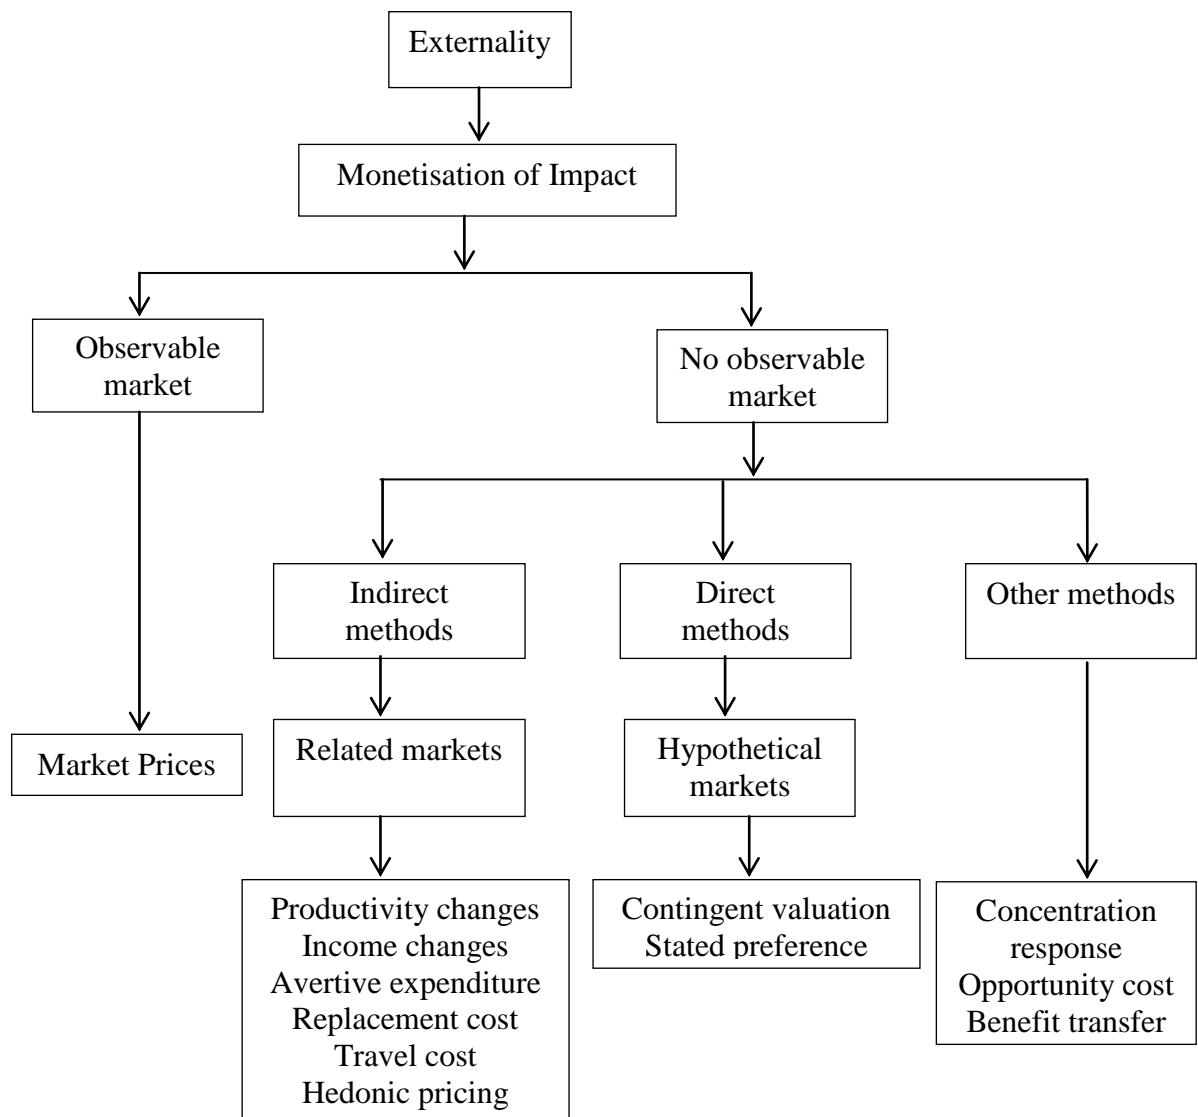 Externality
Monetisation of Impact
Observable
market
No observable
market
Indirect
methods
Direct
methods
Other methods
Market Prices
Related markets
Hypothetical
markets
Productivity changes
Income changes
Avertive expenditure
Replacement cost
Travel cost
Hedonic pricing
Contingent valuation
Stated preference
Concentration
response
Opportunity cost
Benefit transfer